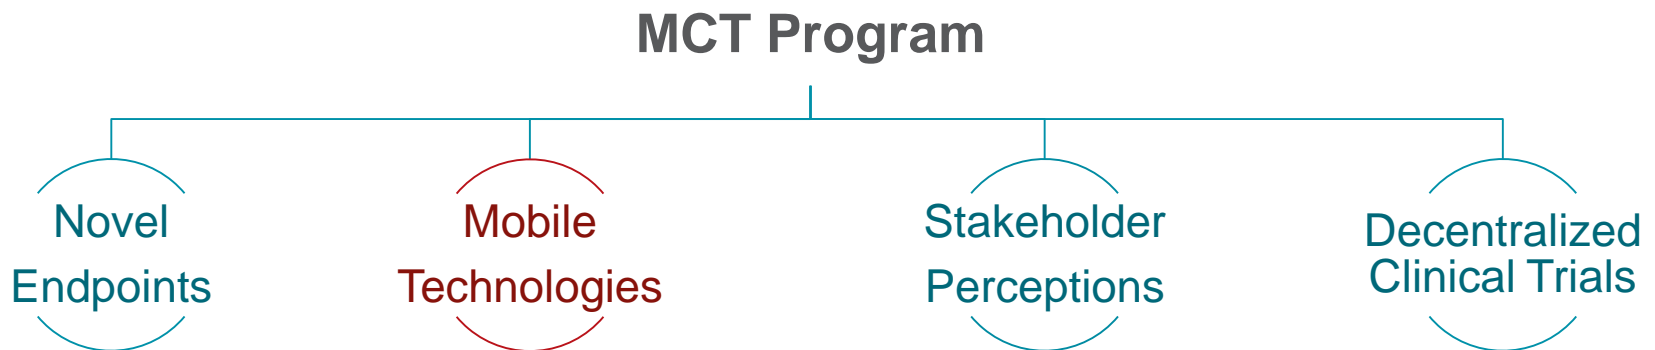 MCT Program
Novel
Endpoints
Mobile
Technologies
Stakeholder
Perceptions
Decentralized
Clinical Trials